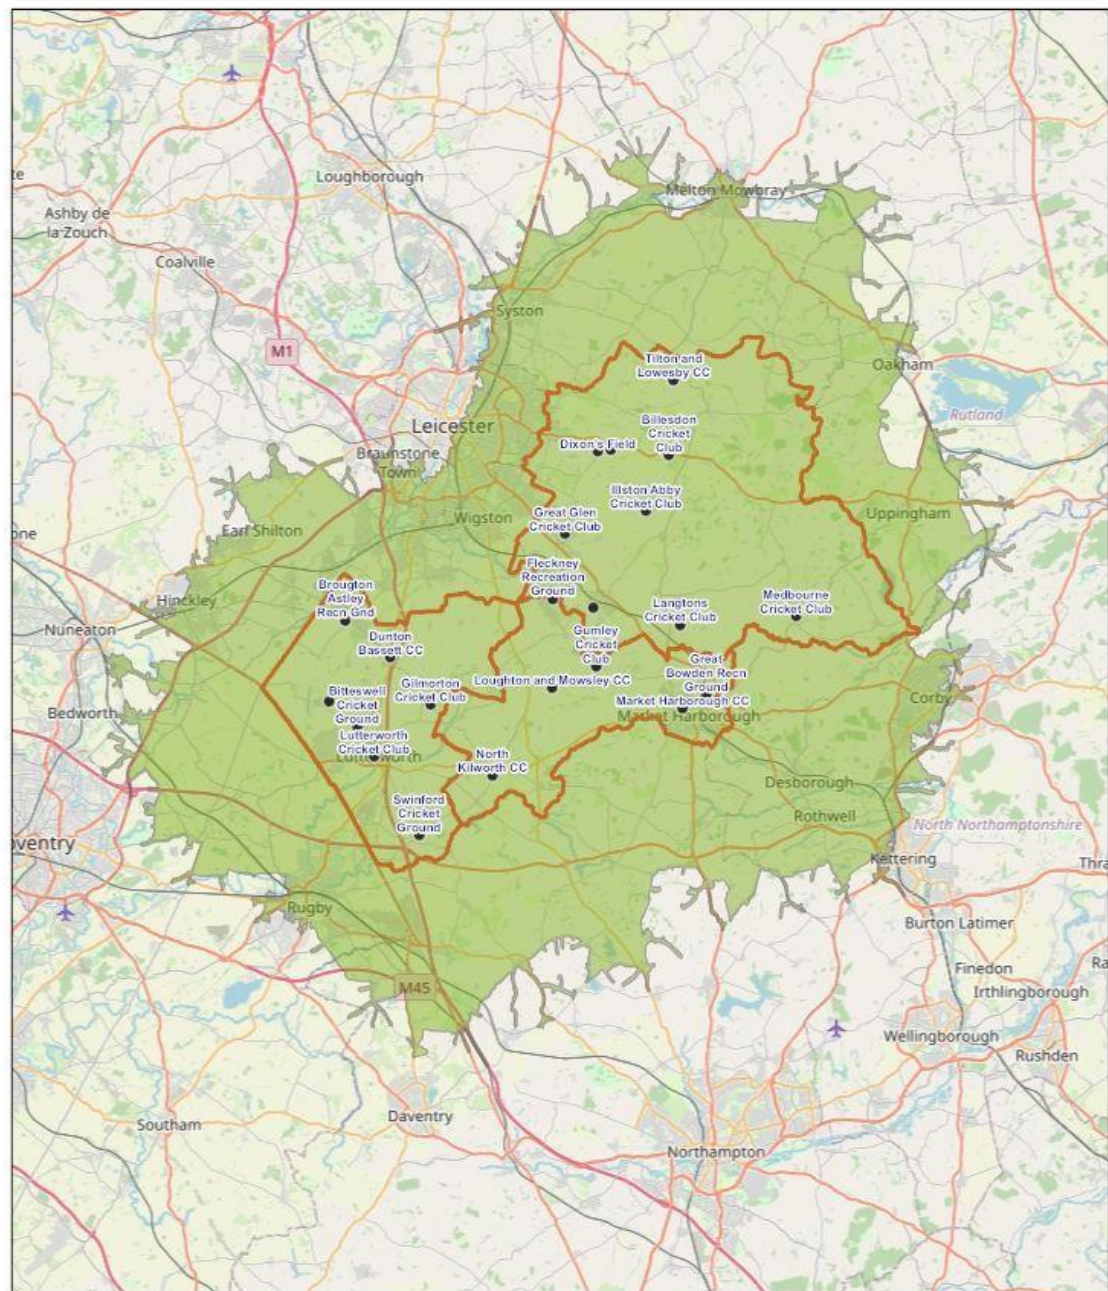 Melton Mowbray
Loughborough
Ashby de
la-Zouch
Coalville
Syston
M1
Tilton and
Lowesby CC
Oakham
Rutland
Leicester
Billesdon
Cricket
Club
Dixon's Field
Braunstone
Town
Illston Abby
Cricket Club
Great Glen
Cricket Club
Uppingham
Wigston
Earl Shilton
Fleckney
Recreation
Ground
Brougton
Astley
Recn Gnd
Hinckley
Medbourne
Cricket Club
Langtons
Cricket Club
Nuneaton
Dunton
Bassett CC
Gumley
Cricket
Club
Great
Bowden Recn
Ground
Loughton and Mowsley CC
Gilmorton
Cricket Club
Bitteswell
Cricket
Ground
Market Harborough CC
Market Harborough
Corby
Bedworth
Lutterworth
Cricket Club
Lutterworth
North
Kilworth CC
Desborough
Rothwell
Swinford
Cricket
Ground
North Northamptonshire
oventry
Kettering
Thra
Rugby
Burton Latimer
M45
Finedon
Irthlingborough
Ra
Wellingborough
Rushden
Daventry
Southam
Northampton